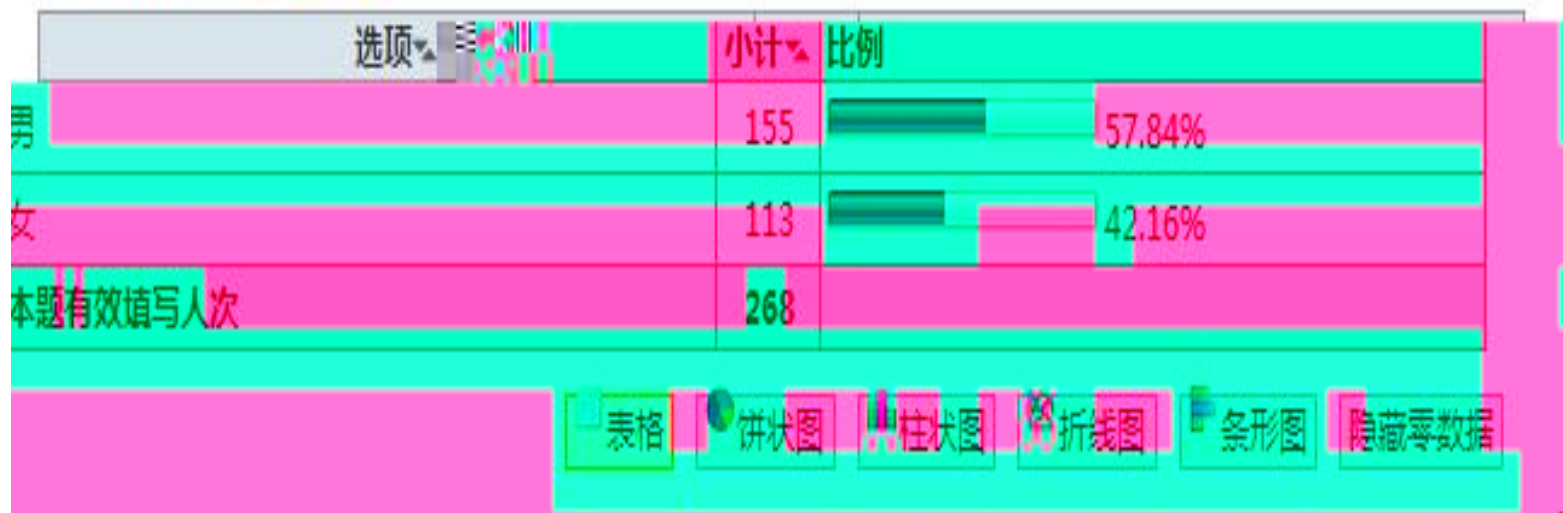 选项 小计 比例
男 155 57.84%
女 113 42.16%
本题有效填写人次 268
表格 饼状图 柱状图 折线图 条形图 隐藏零数据